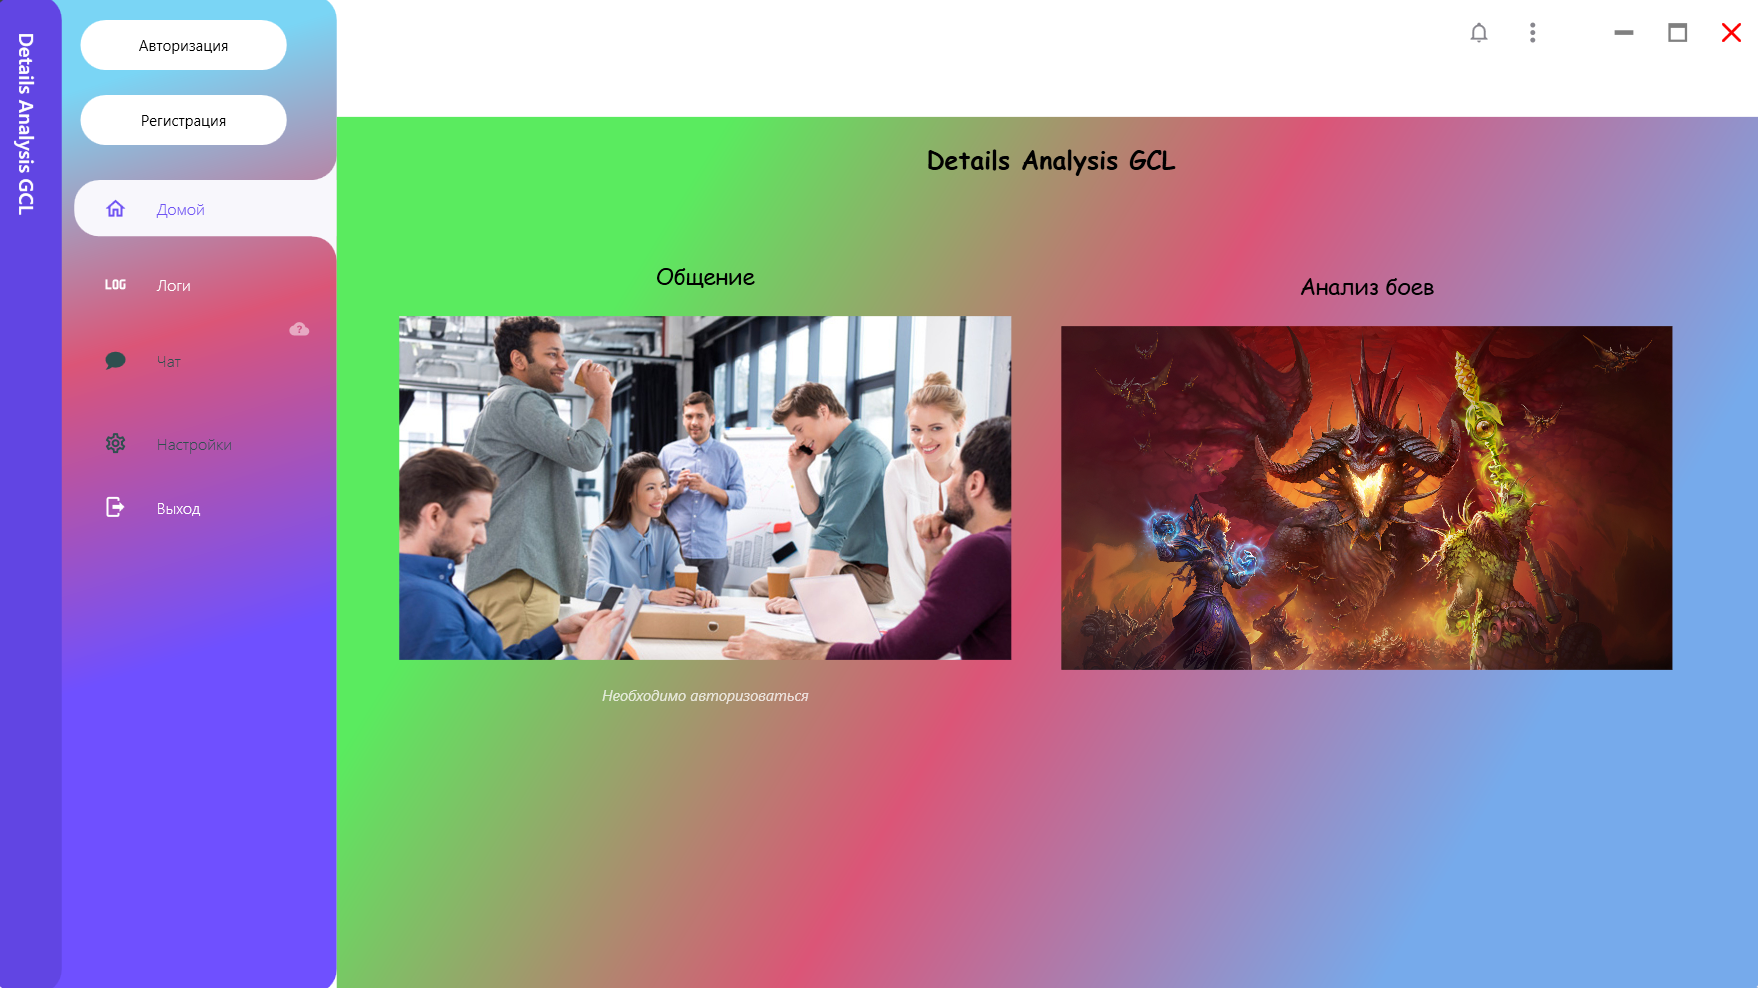 Details Analysis GCL
Авторизация
Регистрация
Домой
LOG
Логи
?
Чат
Настройки
Выход
Details Analysis GCL
Общение
Анализ боев
Необходимо авторизоваться